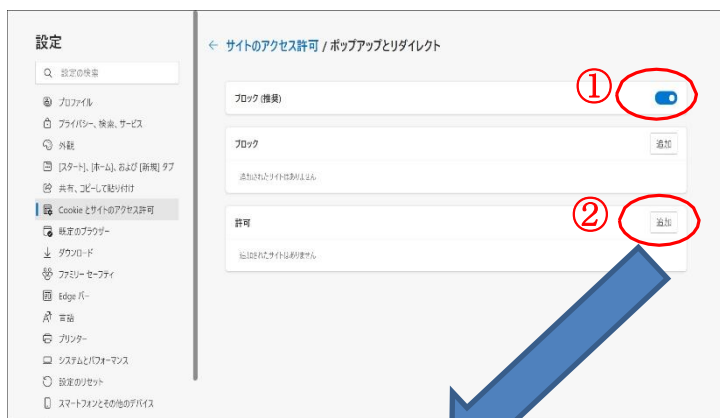 設定
設定の検索
プロファイル
プライバシー、検索、サービス
外観
[スタート]、[ホーム]、および [新規] タブ
共有、コピーして貼り付け
Cookie とサイトのアクセス許可
既定のブラウザー
ダウンロード
ファミリー セーフティ
Edge バー
言語
プリンター
システムとパフォーマンス
設定のリセット
スマートフォンとその他のデバイス
← サイトのアクセス許可 / ポップアップとリダイレクト
ブロック (推奨)
①
ブロック
追加
追加されたサイトはありません
許可
②
追加
追加されたサイトはありません